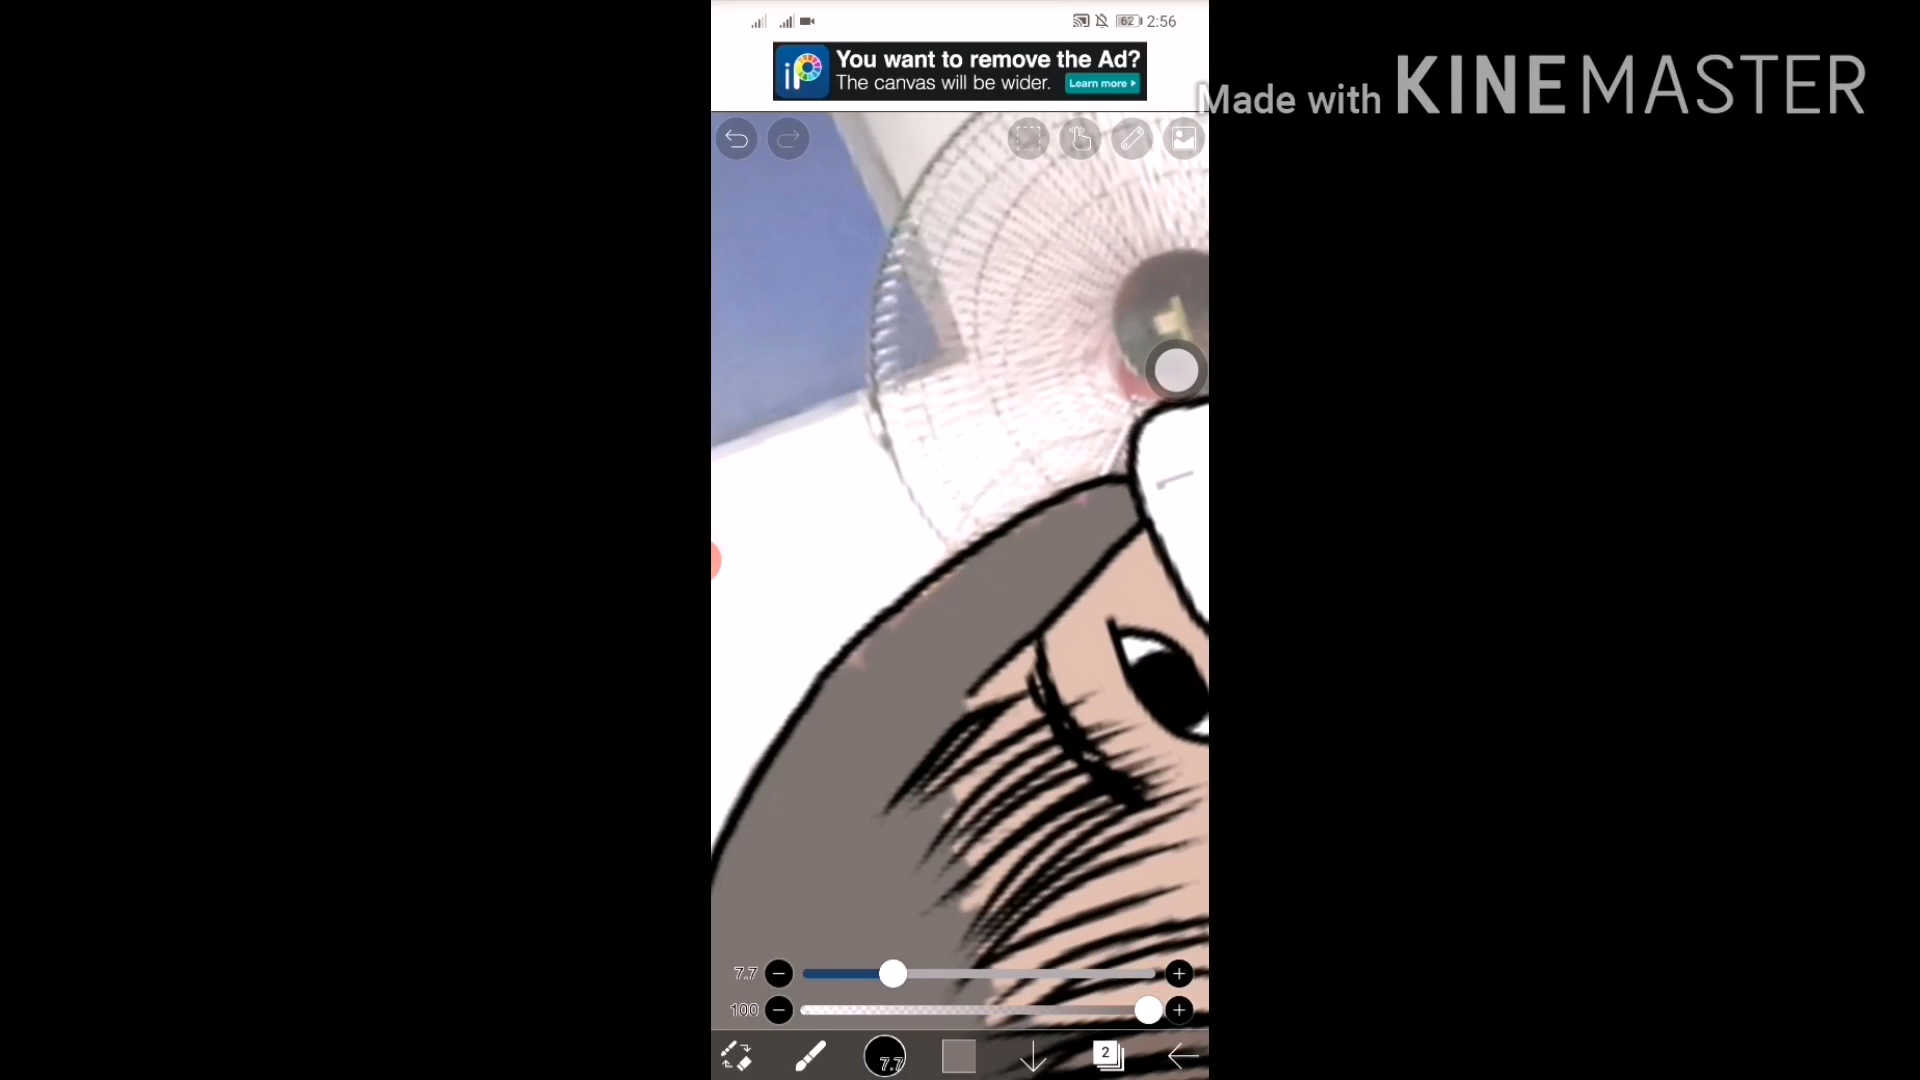 62 2:56
You want to remove the Ad?
The canvas will be wider.
Learn more
Made with KINEMASTER
7.7
100
7.7
2